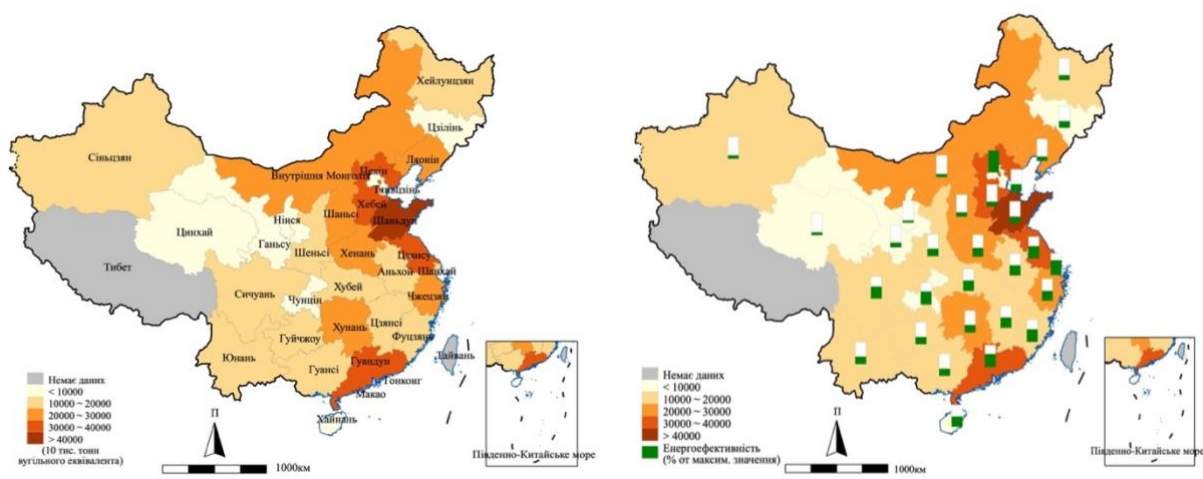 Хейлунцзян
Цзілінь
Сіньцзян
Ляонін
Внутрішня Монголія
Пекін
Тяньцзінь
Хебей
Шаньсі
Шаньдун
Нінся
Цинхай
Ганьсу
Шеньсі
Хенань
Цзянсу
Тибет
Аньхой
Шанхай
Сичуань
Хубей
Чунцін
Чжецзян
Хунань
Цзянсі
Гуйчжоу
Фуцзянь
Юнань
Гуансі
Гуандун
Тайвань
Гонконг
Макао
Хайнань
Немає даних
< 10000
10000 ~ 20000
20000 ~ 30000
30000 ~ 40000
> 40000
(10 тис. тонн
вугільного еквівалента)
П
1000км
Південно-Китайське море
Немає даних
< 10000
10000 ~ 20000
20000 ~ 30000
30000 ~ 40000
> 40000
Енергоефективність
(% от максим. значення)
П
1000км
Південно-Китайське море